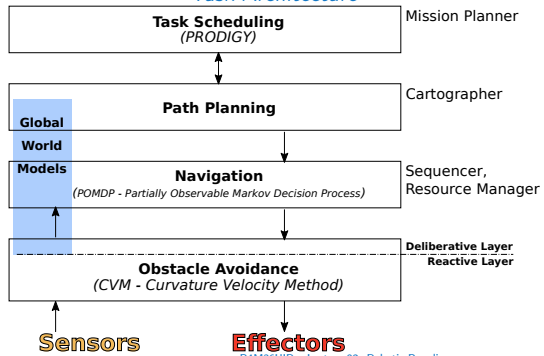 Task Scheduling
(PRODIGY)
Mission Planner
Path Planning
Cartographer
Global
World
Models
Navigation
(POMDP - Partially Observable Markov Decision Process)
Sequencer,
Resource Manager
Deliberative Layer
Reactive Layer
Obstacle Avoidance
(CVM - Curvature Velocity Method)
Sensors
Effectors